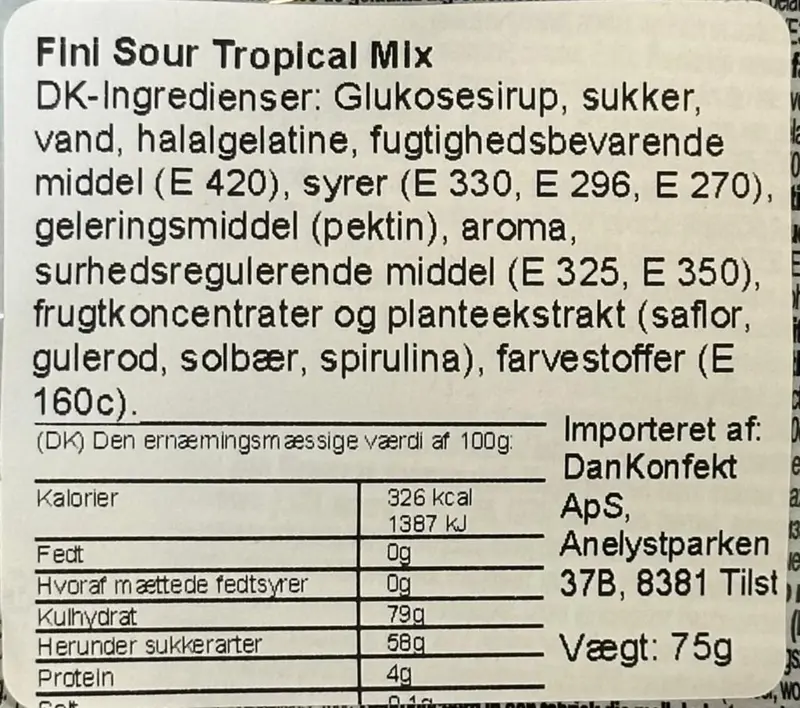 Fini Sour Tropical Mix
DK-Ingredienser: Glukosesirup, sukker,
vand, halalgelatine, fugtighedsbevarende
middel (E 420), syrer (E 330, E 296, E 270),
geleringsmiddel (pektin), aroma,
surhedsregulerende middel (E 325, E 350),
frugtkoncentrater og planteekstrakt (saflor,
gulerod, solbær, spirulina), farvestoffer (E
160c).
(DK) Den ernæmingsmæssige værdi af 100g:
Kalorier 326 kcal
1387 kJ
Fedt 0g
Hvoraf mættede fedtsyrer 0g
Kulhydrat 79g
Herunder sukkerarter 58g
Protein 4g
Salt 0,1g
Importeret af:
DanKonfekt
ApS,
Anelystparken
37B, 8381 Tilst
Vægt: 75g